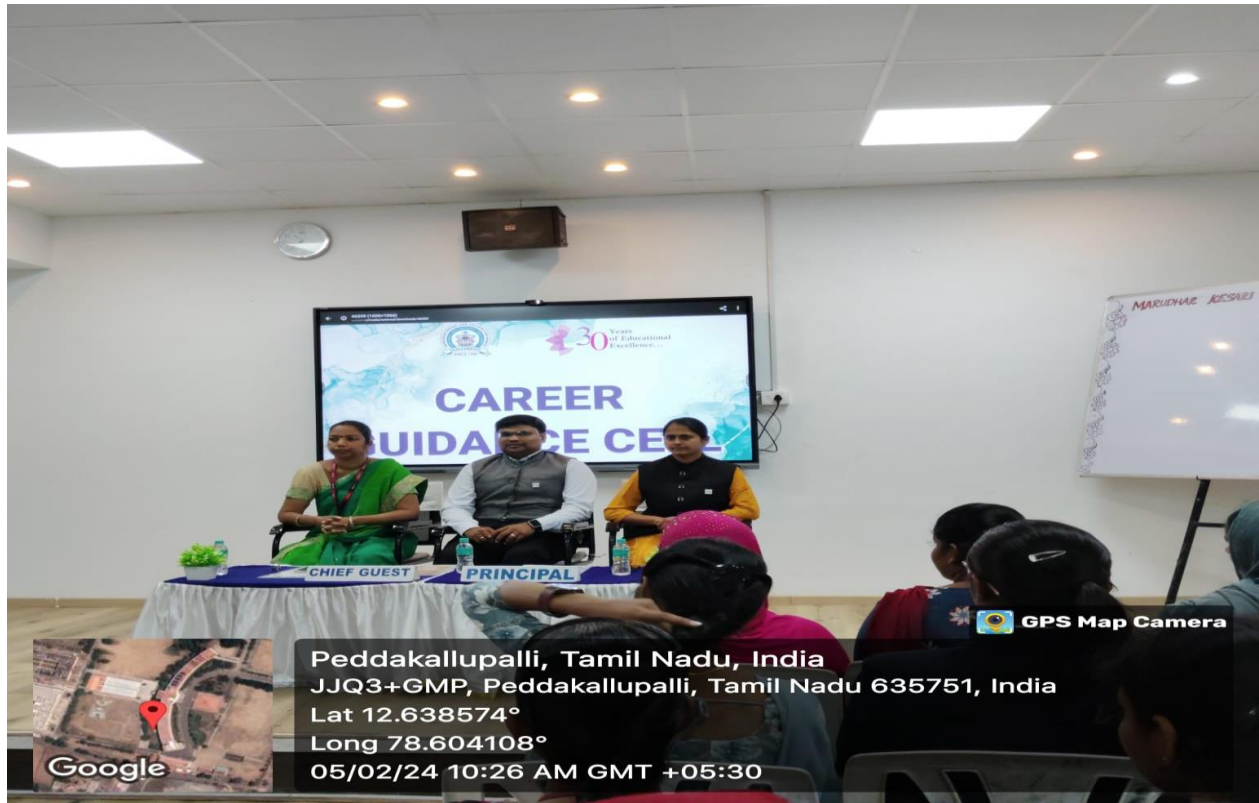 30 Years
of Educational
Excellence...
CAREER
GUIDANCE CELL
MARUDHAR KESARI
CHIEF GUEST
PRINCIPAL
GPS Map Camera
Peddakallupalli, Tamil Nadu, India
JJQ3+GMP, Peddakallupalli, Tamil Nadu 635751, India
Lat 12.638574°
Long 78.604108°
05/02/24 10:26 AM GMT +05:30
Google